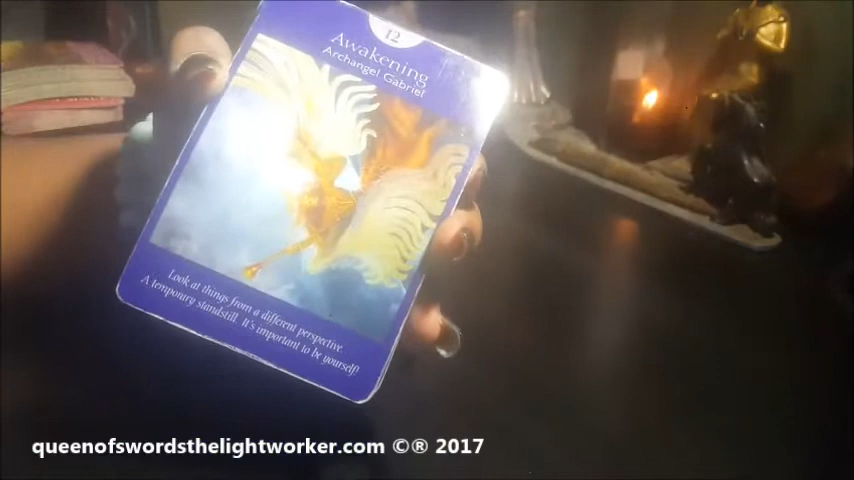 12
Awakening
Archangel Gabriel
Look at things from a different perspective.
A temporary standstill. It's important to be yourself!
queenofswordsthelightworker.com ©® 2017